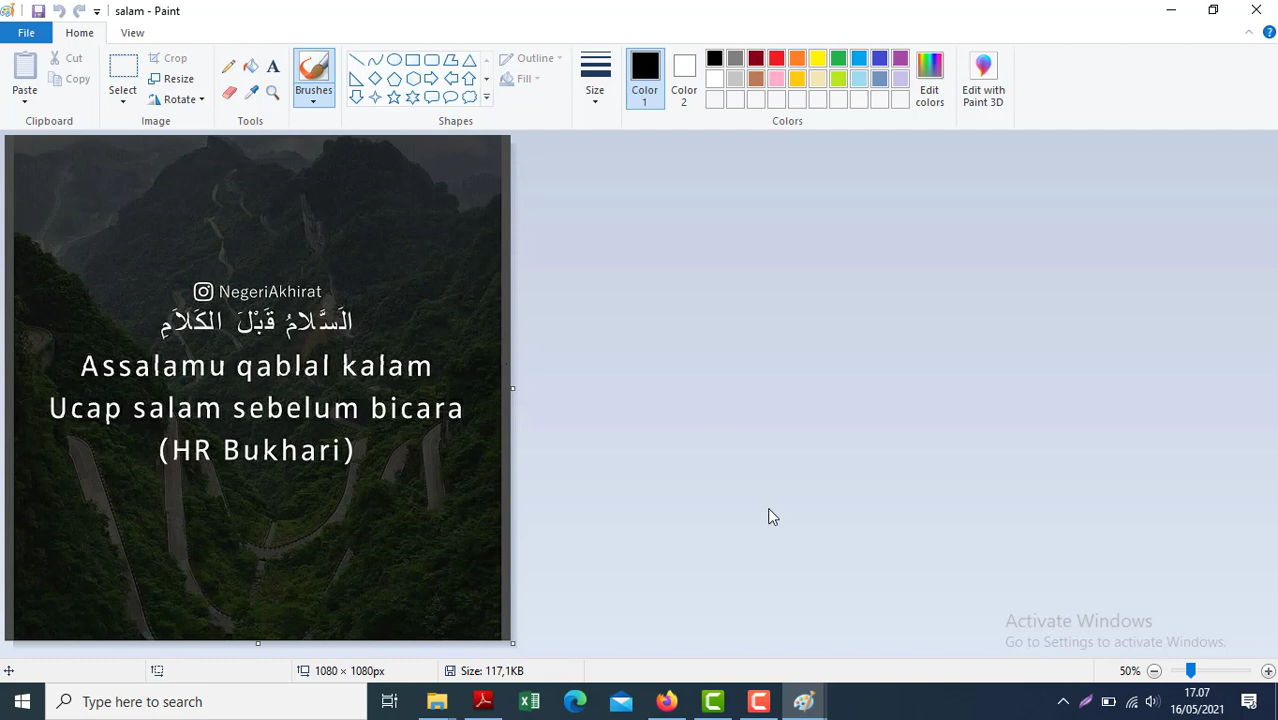 salam - Paint
File Home View
Paste
Cut
Copy
Clipboard
Select
Crop
Resize
Rotate
Image
A
Tools
Brushes
Outline
Fill
Shapes
Size
Color 1
Color 2
Edit colors
Colors
Edit with Paint 3D
NegeriAkhirat
الَسَّلامُ قَبْلَ الكَلاَمِ
Assalamu qablal kalam
Ucap salam sebelum bicara
(HR Bukhari)
Activate Windows
Go to Settings to activate Windows.
1080 × 1080px
Size: 117,1KB
50%
Type here to search
17.07
16/05/2021